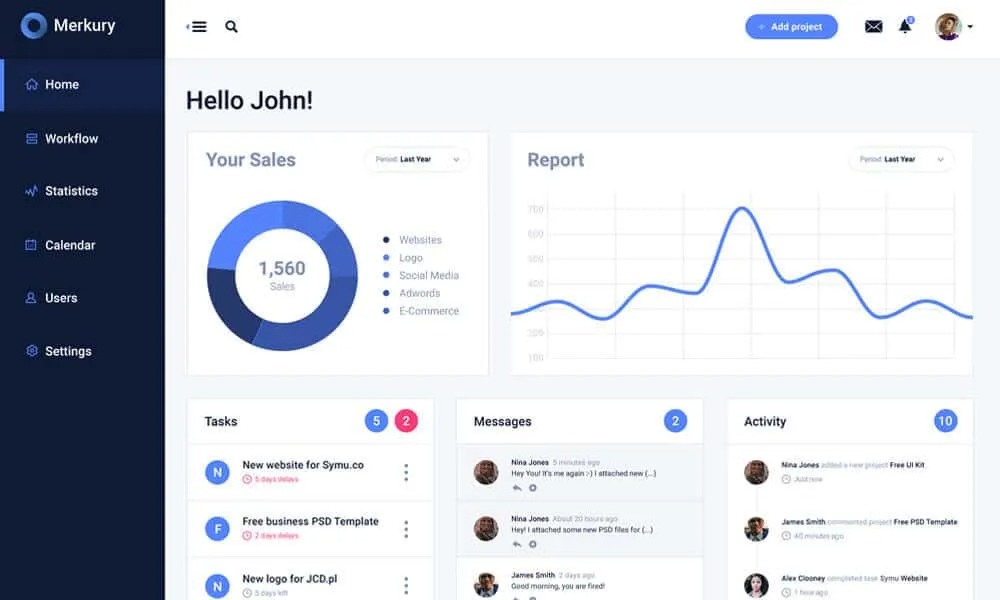 Merkury
Home
Workflow
Statistics
Calendar
Users
Settings
+ Add project
Hello John!
Your Sales
Period: Last Year
1,560
Sales
Websites
Logo
Social Media
Adwords
E-Commerce
Report
Period: Last Year
700
600
500
400
200
100
Tasks
5
2
N
New website for Symu.co
5 days delays
F
Free business PSD Template
2 days delays
N
New logo for JCD.pl
5 days left
Messages
2
Nina Jones 5 minutes ago
Hey You! It's me again :-) I attached new (...)
Nina Jones About 20 hours ago
Hey! I attached some new PSD files for (...)
James Smith 2 days ago
Good morning, you are fired!
Activity
10
Nina Jones added a new project Free UI Kit
Just now
James Smith commented project Free PSD Template
40 minutes ago
Alex Clooney completed task Symu Website
1 hour ago